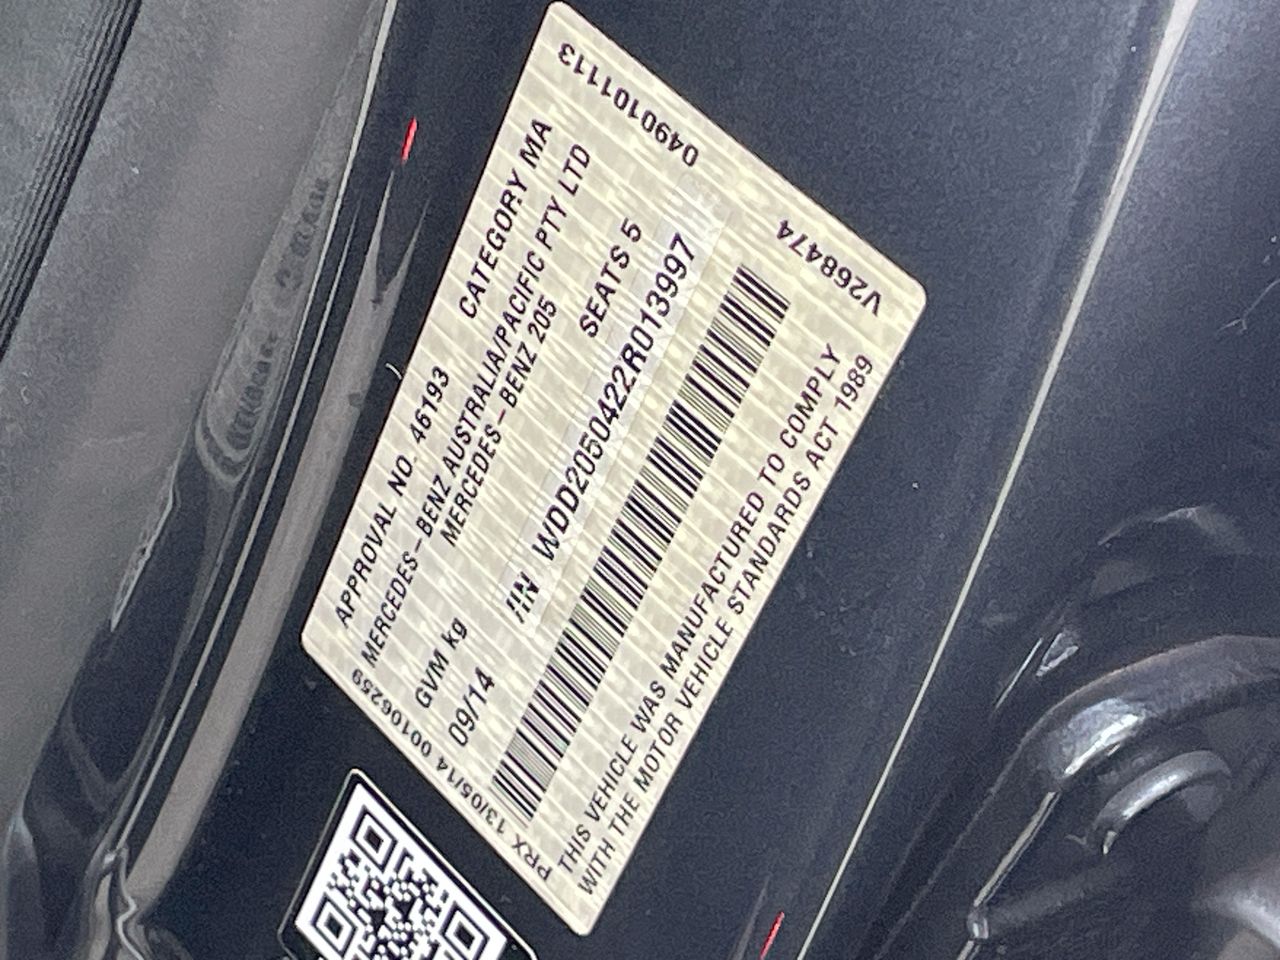 APPROVAL NO. 46193 CATEGORY MA
MERCEDES-BENZ AUSTRALIA/PACIFIC PTY LTD
MERCEDES-BENZ 205
GVM kg SEATS 5
09/14
WDD2050422R013997
THIS VEHICLE WAS MANUFACTURED TO COMPLY
WITH THE MOTOR VEHICLE STANDARDS ACT 1989
PRX 13/05/14 00106259
0490101113
V268474